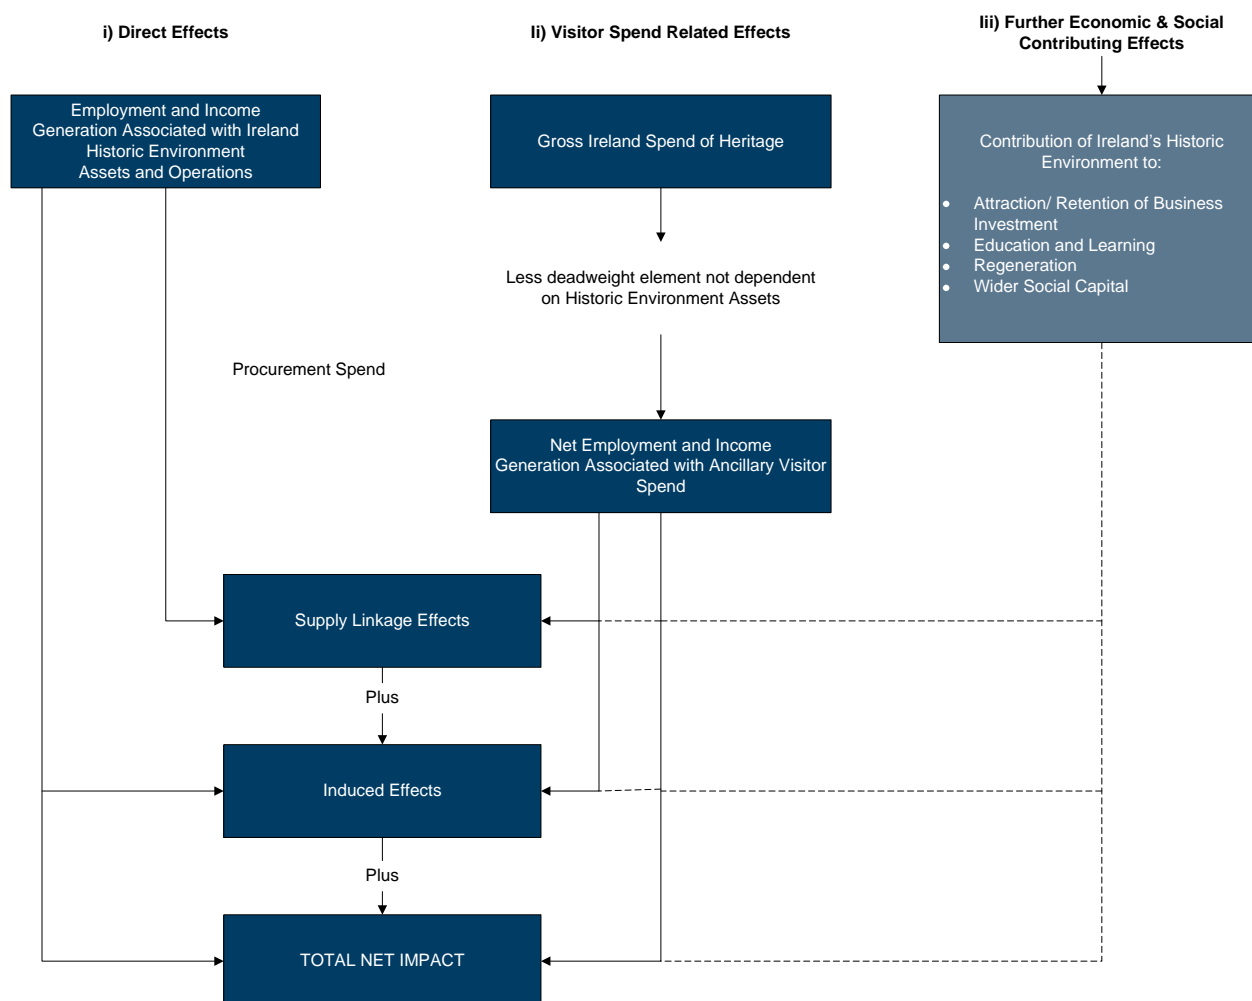 i) Direct Effects
Ii) Visitor Spend Related Effects
Iii) Further Economic & Social
Contributing Effects
Employment and Income
Generation Associated with Ireland
Historic Environment
Assets and Operations
Gross Ireland Spend of Heritage
Contribution of Ireland's Historic
Environment to:
• Attraction/ Retention of Business
Investment
• Education and Learning
• Regeneration
• Wider Social Capital
Less deadweight element not dependent
on Historic Environment Assets
Procurement Spend
Net Employment and Income
Generation Associated with Ancillary Visitor
Spend
Supply Linkage Effects
Plus
Induced Effects
Plus
TOTAL NET IMPACT